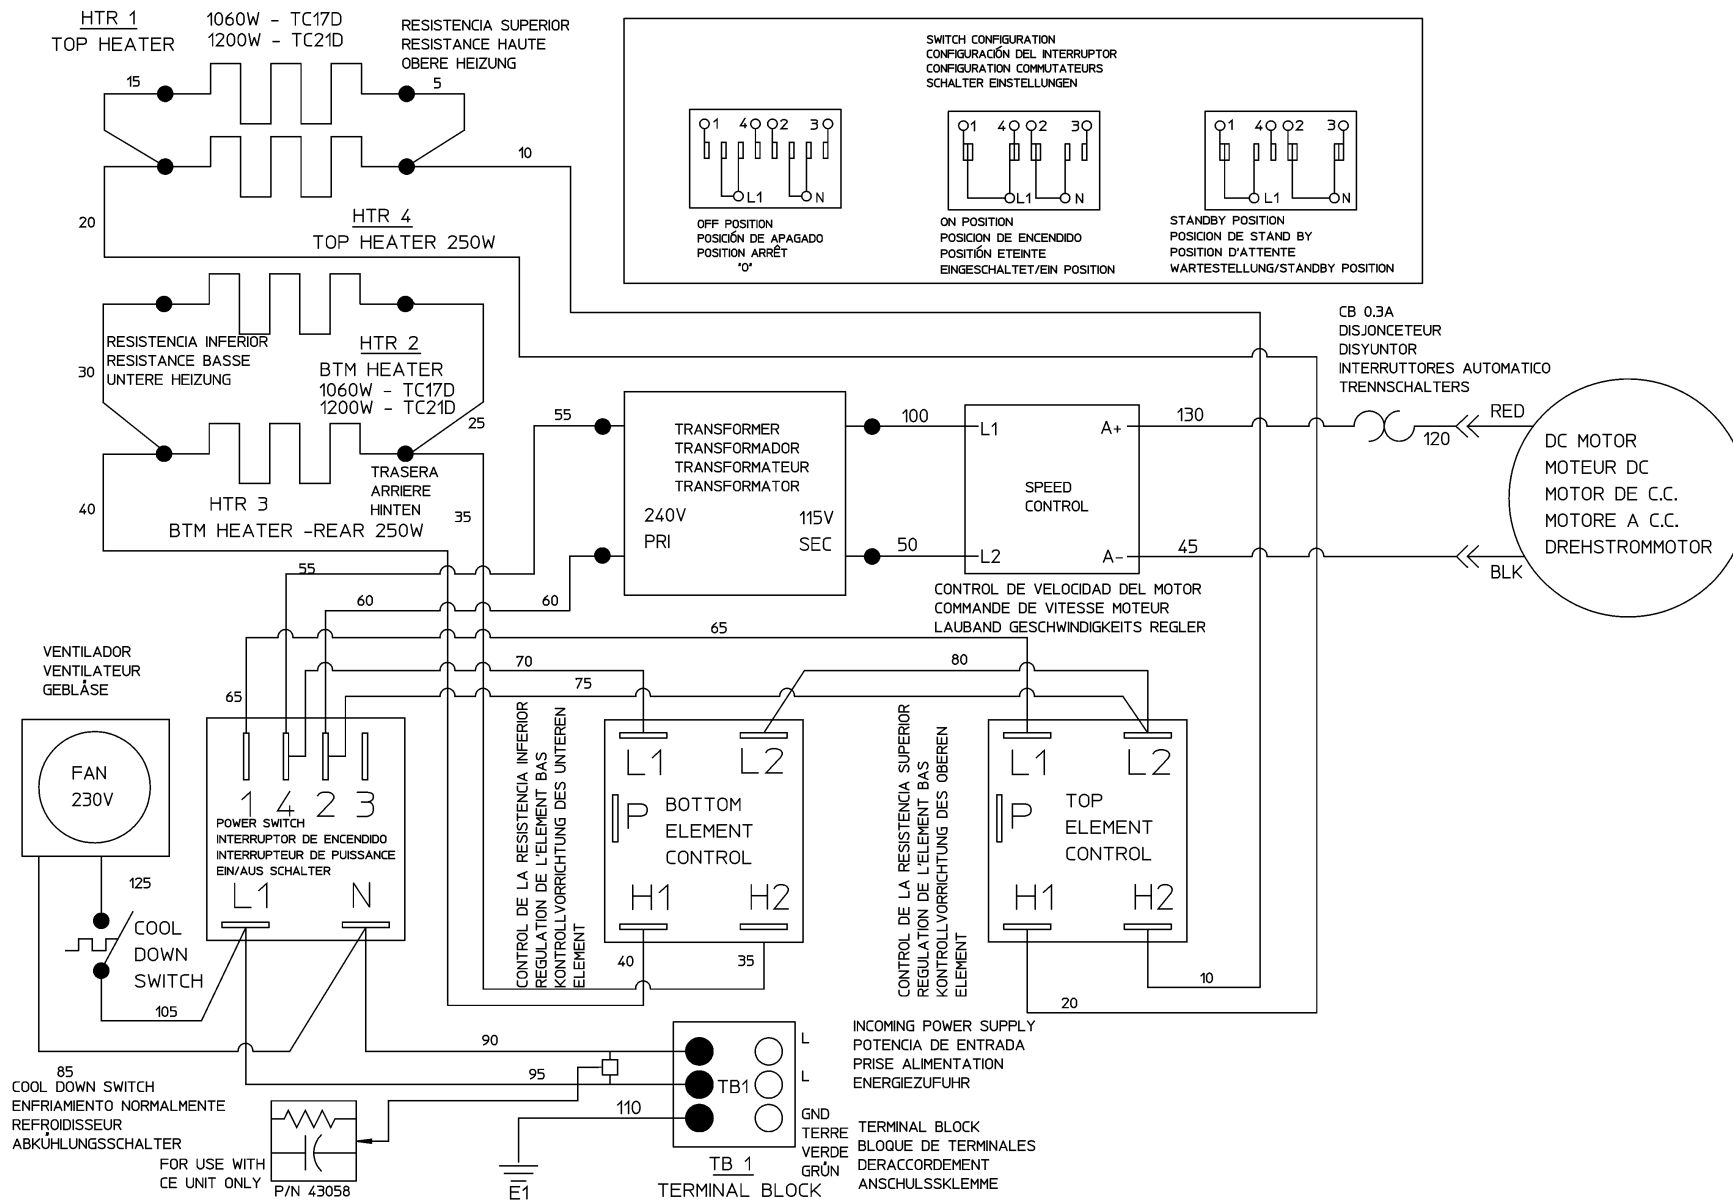 HTR 1
TOP HEATER
1060W - TC17D
1200W - TC21D
RESISTENCIA SUPERIOR
RESISTANCE HAUTE
OBERE HEIZUNG
15
5
10
20
HTR 4
TOP HEATER 250W
SWITCH CONFIGURATION
CONFIGURACIÓN DEL INTERRUPTOR
CONFIGURATION COMMUTATEURS
SCHALTER EINSTELLUNGEN
1 4 2 3
L1 N
OFF POSITION
POSICIÓN DE APAGADO
POSITION ARRÊT
"O"
1 4 2 3
L1 N
ON POSITION
POSICION DE ENCENDIDO
POSITIÓN ETEINTE
EINGESCHALTET/EIN POSITION
1 4 2 3
L1 N
STANDBY POSITION
POSICION DE STAND BY
POSITION D'ATTENTE
WARTESTELLUNG/STANDBY POSITION
RESISTENCIA INFERIOR
RESISTANCE BASSE
UNTERE HEIZUNG
30
HTR 2
BTM HEATER
1060W - TC17D
1200W - TC21D
25
TRASERA
ARRIERE
HINTEN
HTR 3
BTM HEATER -REAR 250W
40
35
55
TRANSFORMER
TRANSFORMADOR
TRANSFORMATEUR
TRANSFORMATOR
240V
PRI
115V
SEC
100
50
L1
L2
A+
A-
SPEED
CONTROL
CONTROL DE VELOCIDAD DEL MOTOR
COMMANDE DE VITESSE MOTEUR
LAUBAND GESCHWINDIGKEITS REGLER
130
45
CB 0.3A
DISJONCETEUR
DISYUNTOR
INTERRUTTORES AUTOMATICO
TRENNSCHALTERS
120
RED
BLK
DC MOTOR
MOTEUR DC
MOTOR DE C.C.
MOTORE A C.C.
DREHSTROMMOTOR
55
60
60
65
70
75
80
65
VENTILADOR
VENTILATEUR
GEBLÄSE
FAN
230V
125
COOL
DOWN
SWITCH
105
85
COOL DOWN SWITCH
ENFRIAMIENTO NORMALMENTE
REFROIDISSEUR
ABKÜHLUNGSSCHALTER
1 4 2 3
POWER SWITCH
INTERRUPTOR DE ENCENDIDO
INTERRUPTEUR DE PUISSANCE
EIN/AUS SCHALTER
L1 N
CONTROL DE LA RESISTENCIA INFERIOR
REGULATION DE L'ELEMENT BAS
KONTROLLVORRICHTUNG DES UNTEREN
ELEMENT
L1 L2
P
BOTTOM
ELEMENT
CONTROL
H1 H2
40
35
CONTROL DE LA RESISTENCIA SUPERIOR
REGULATION DE L'ELEMENT BAS
KONTROLLVORRICHTUNG DES OBEREN
ELEMENT
L1 L2
P
TOP
ELEMENT
CONTROL
H1 H2
10
20
90
95
110
FOR USE WITH
CE UNIT ONLY
P/N 43058
E1
TB1
L
L
GND
TERRE
VERDE
GRÜN
TB 1
TERMINAL BLOCK
INCOMING POWER SUPPLY
POTENCIA DE ENTRADA
PRISE ALIMENTATION
ENERGIEZUFUHR
TERMINAL BLOCK
BLOQUE DE TERMINALES
DERACCORDEMENT
ANSCHULSSKLEMME